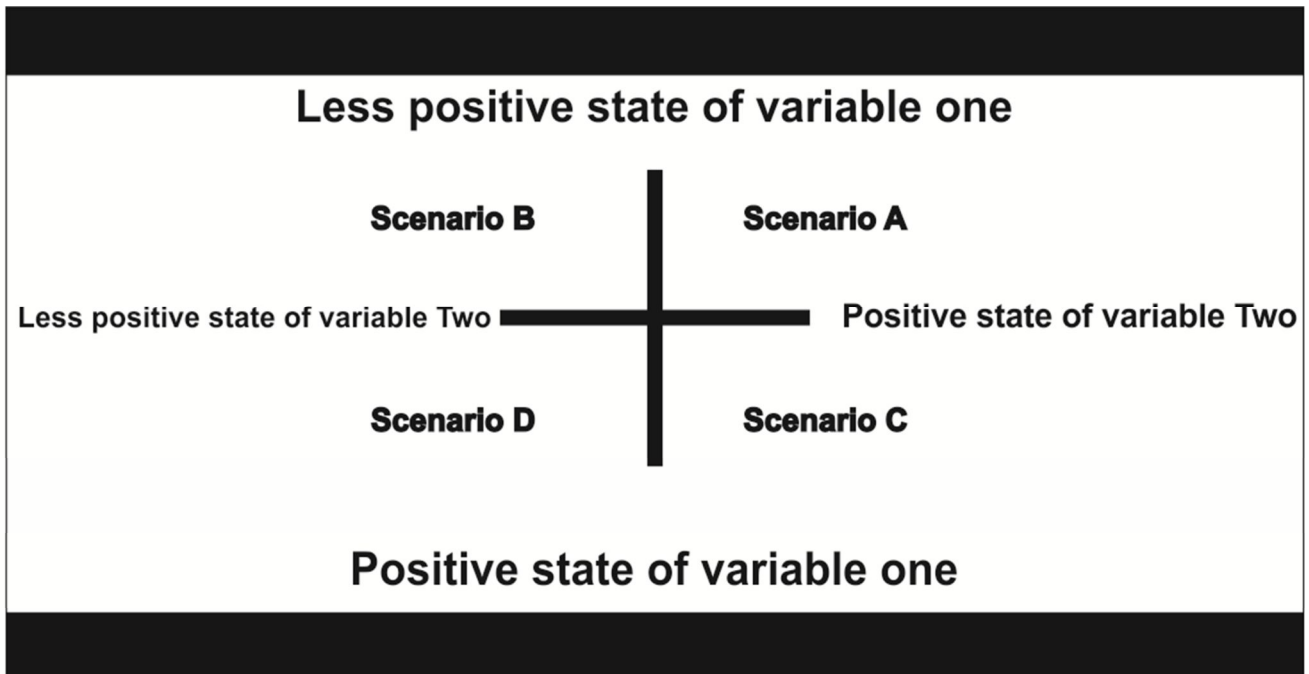 Less positive state of variable one
Scenario B
Scenario A
Less positive state of variable Two
Positive state of variable Two
Scenario D
Scenario C
Positive state of variable one